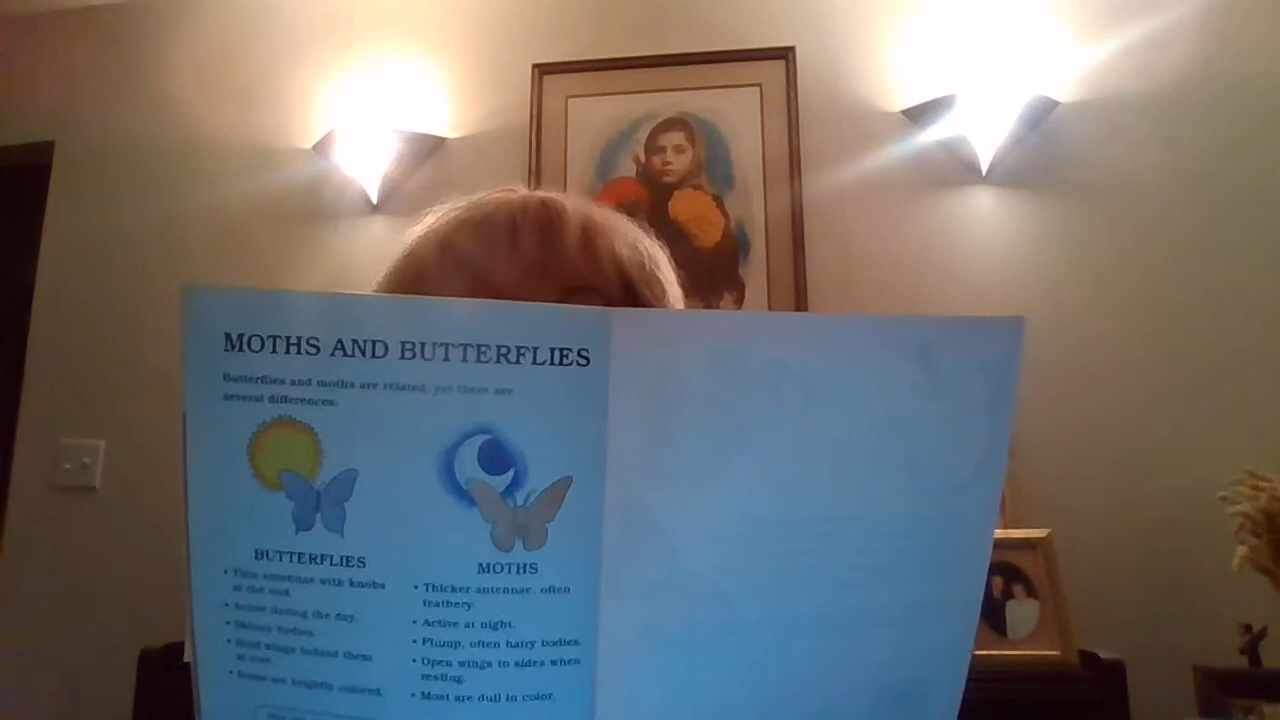 MOTHS AND BUTTERFLIES
Butterflies and moths are related, yet there are
several differences:
BUTTERFLIES
• Thin antennae with knobs
at the end.
• Active during the day.
• Skinny bodies.
• Fold wings behind them
at rest.
• Some are brightly colored.
MOTHS
• Thicker antennae, often
feathery.
• Active at night.
• Plump, often hairy bodies.
• Open wings to sides when
resting.
• Most are dull in color.